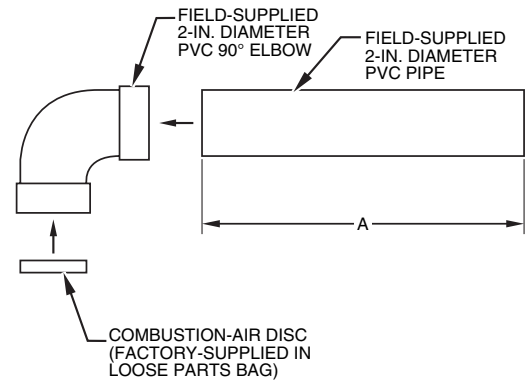 FIELD-SUPPLIED
2-IN. DIAMETER
PVC 90° ELBOW
FIELD-SUPPLIED
2-IN. DIAMETER
PVC PIPE
A
COMBUSTION-AIR DISC
(FACTORY-SUPPLIED IN
LOOSE PARTS BAG)